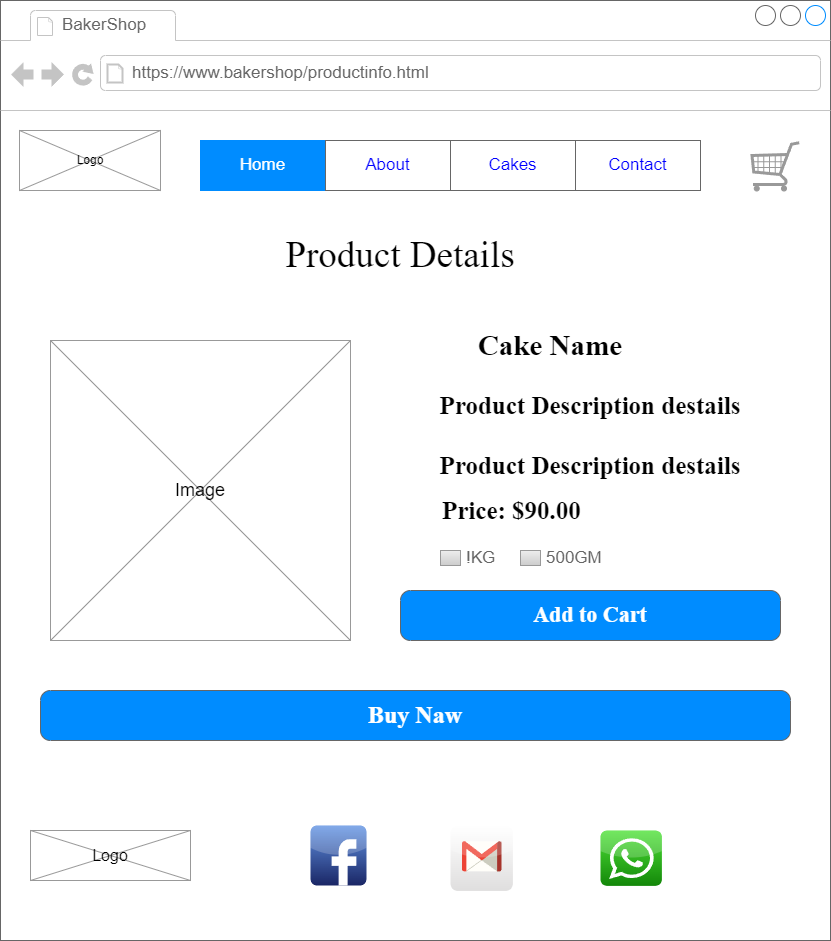 BakerShop
https://www.bakershop/productinfo.html
Logo
Home About Cakes Contact
Product Details
Cake Name
Product Description destails
Product Description destails
Image
Price: $90.00
!KG 500GM
Add to Cart
Buy Naw
Logo